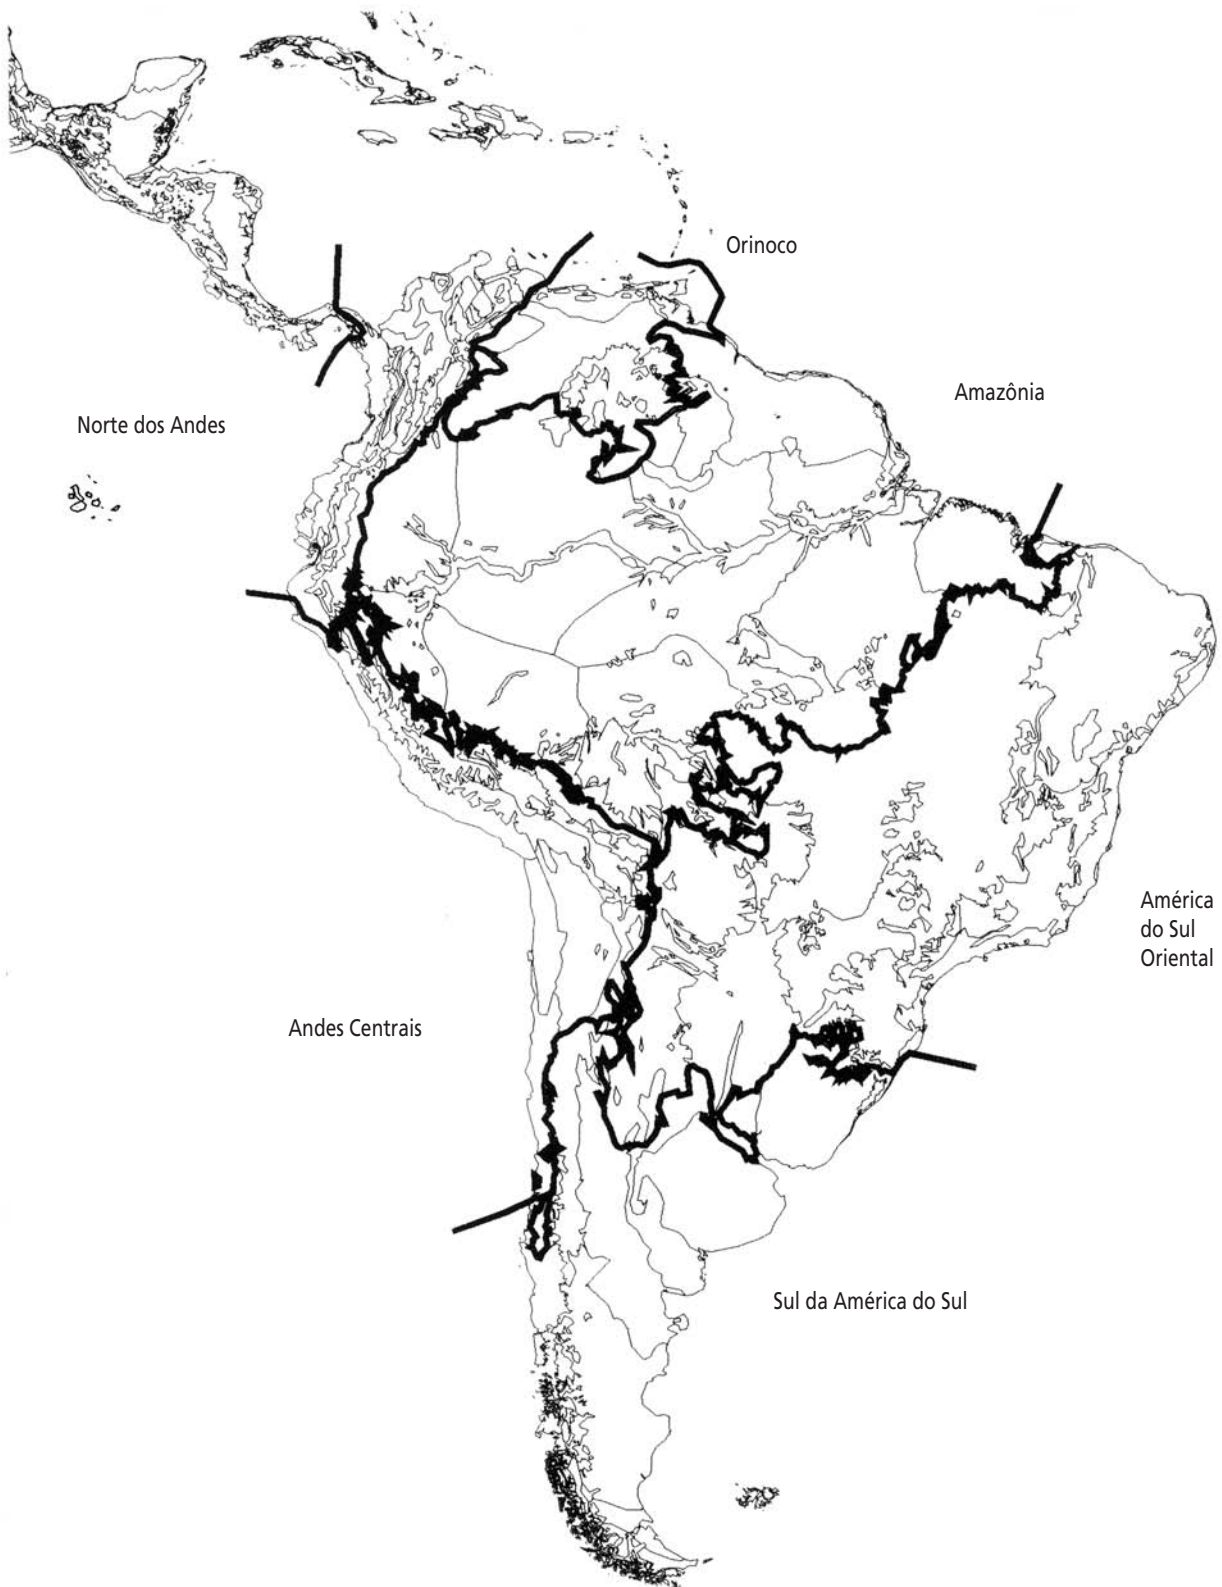 Orinoco
Amazônia
Norte dos Andes
América
do Sul
Oriental
Andes Centrais
Sul da América do Sul